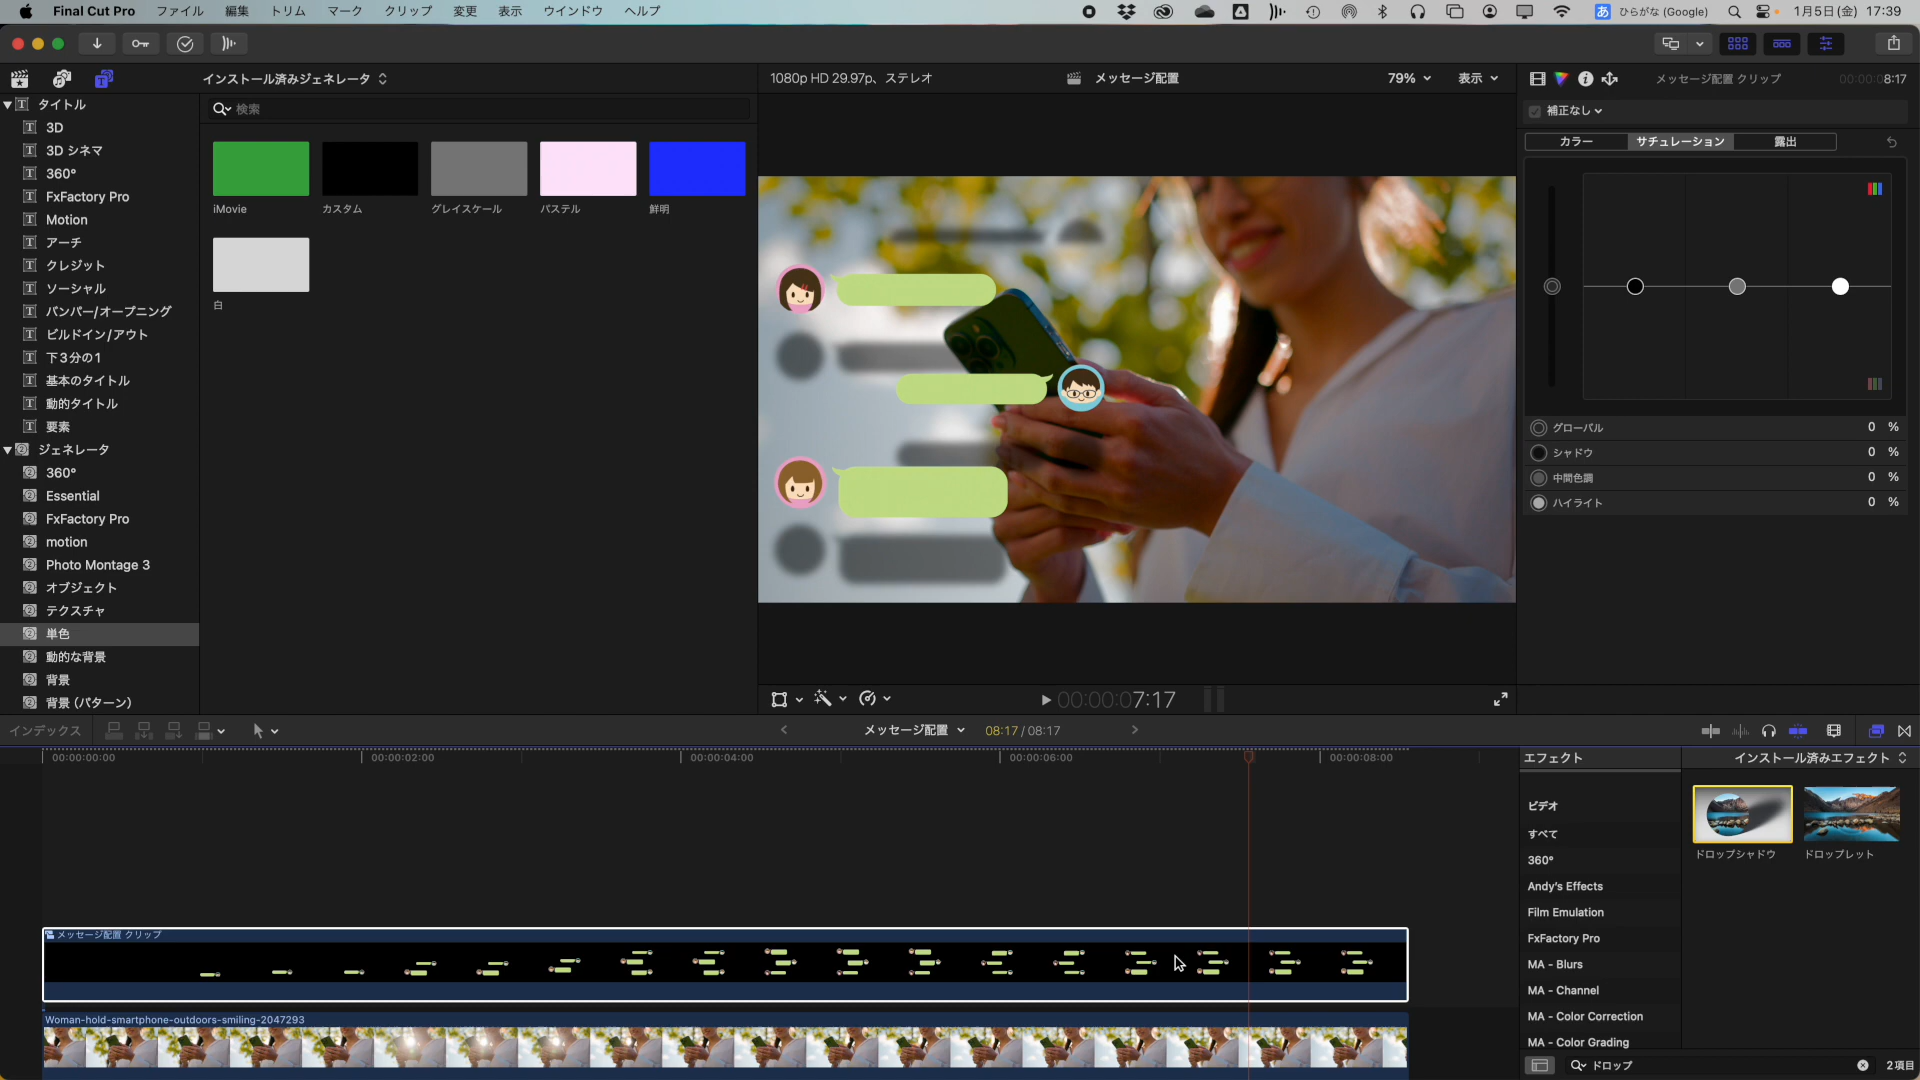 Final Cut Pro ファイル 編集 トリム マーク クリップ 変更 表示 ウインドウ ヘルプ
あ ひらがな (Google) 1月5日(金) 17:39
インストール済みジェネレータ
1080p HD 29.97p、ステレオ メッセージ配置 79% 表示
メッセージ配置 クリップ 00:00:08:17
タイトル
3D
3D シネマ
360°
FxFactory Pro
Motion
アーチ
クレジット
ソーシャル
バンパー/オープニング
ビルドイン/アウト
下3分の1
基本のタイトル
動的タイトル
要素
ジェネレータ
360°
Essential
FxFactory Pro
motion
Photo Montage 3
オブジェクト
テクスチャ
単色
動的な背景
背景
背景 (パターン)
検索
iMovie カスタム グレイスケール パステル 鮮明
白
補正なし
カラー サチュレーション 露出
グローバル 0 %
シャドウ 0 %
中間色調 0 %
ハイライト 0 %
00:00:07:17
インデックス メッセージ配置 08:17 / 08:17
00:00:00:00 00:00:02:00 00:00:04:00 00:00:06:00 00:00:08:00
メッセージ配置 クリップ
Woman-hold-smartphone-outdoors-smiling-2047293
エフェクト インストール済みエフェクト
ビデオ
すべて
360°
Andy's Effects
Film Emulation
FxFactory Pro
MA - Blurs
MA - Channel
MA - Color Correction
MA - Color Grading
ドロップシャドウ ドロップレット
ドロップ 2項目